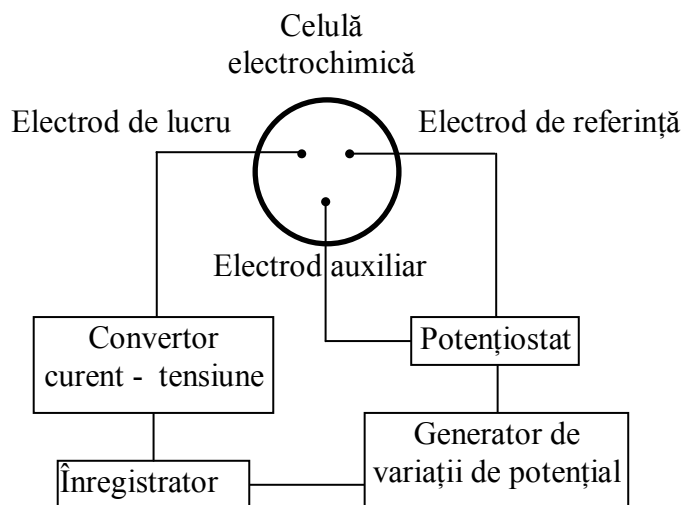 Celulă
electrochimică
Electrod de lucru
Electrod de referință
Electrod auxiliar
Convertor
curent - tensiune
Potențiostat
Generator de
variații de potențial
Înregistrator